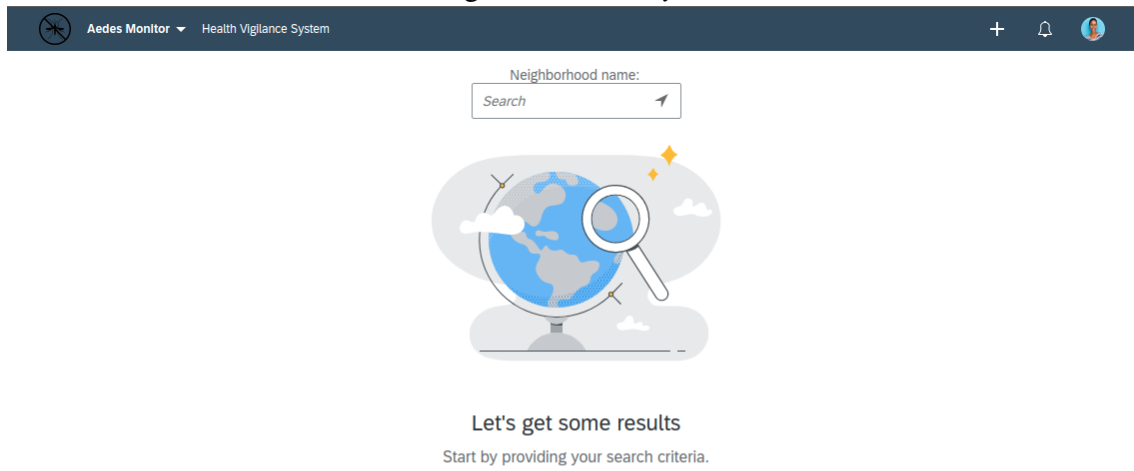 Aedes Monitor Health Vigilance System
Neighborhood name:
Search
Let's get some results
Start by providing your search criteria.